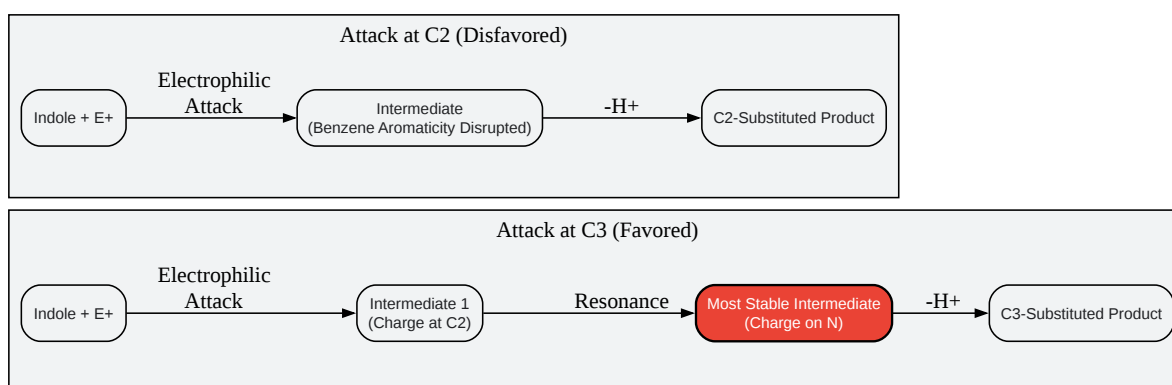 Attack at C2 (Disfavored)
Electrophilic
Attack
-H+
Indole + E+
Intermediate
(Benzene Aromaticity Disrupted)
C2-Substituted Product
Attack at C3 (Favored)
Electrophilic
Attack
Resonance
-H+
Indole + E+
Intermediate 1
(Charge at C2)
Most Stable Intermediate
(Charge on N)
C3-Substituted Product